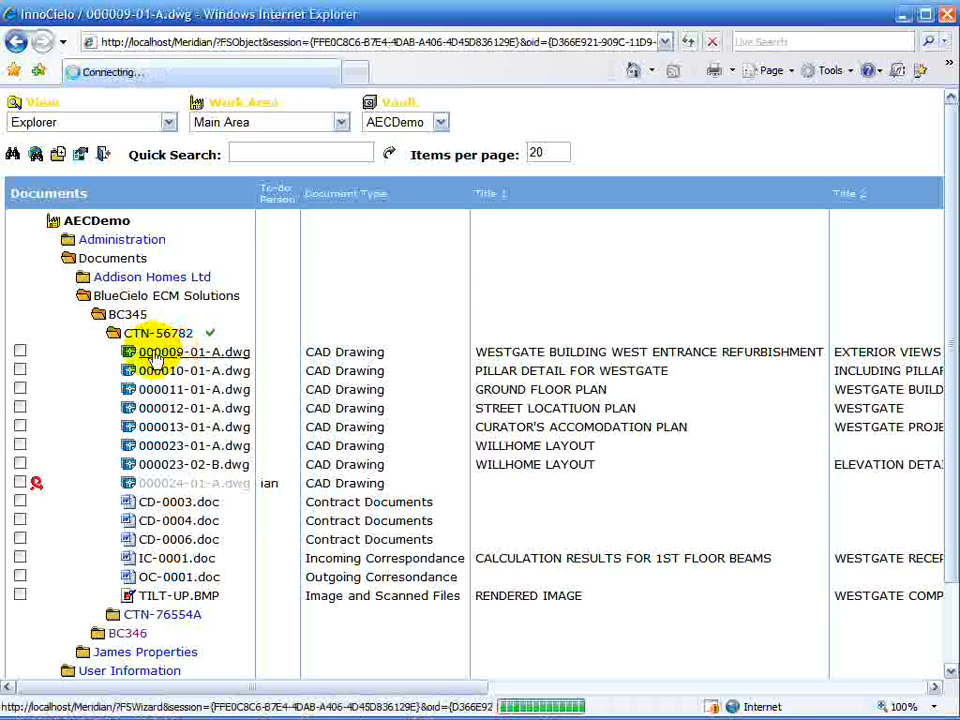 InnoCielo / 000009-01-A.dwg - Windows Internet Explorer
http://localhost/Meridian/?FSObject&session={FFE0C8C6-B7E4-4DAB-A406-4D45D836129E}&oid={D366E921-909C-11D9-
Live Search
Connecting...
Page
Tools
View
Work Area
Vault
Explorer
Main Area
AECDemo
Quick Search:
Items per page: 20
Documents To-do Person Document Type Title 1 Title 2
AECDemo
Administration
Documents
Addison Homes Ltd
BlueCielo ECM Solutions
BC345
CTN-56782
000009-01-A.dwg CAD Drawing WESTGATE BUILDING WEST ENTRANCE REFURBISHMENT EXTERIOR VIEWS
000010-01-A.dwg CAD Drawing PILLAR DETAIL FOR WESTGATE INCLUDING PILLAR
000011-01-A.dwg CAD Drawing GROUND FLOOR PLAN WESTGATE BUILD
000012-01-A.dwg CAD Drawing STREET LOCATIUON PLAN WESTGATE
000013-01-A.dwg CAD Drawing CURATOR'S ACCOMODATION PLAN WESTGATE PROJE
000023-01-A.dwg CAD Drawing WILLHOME LAYOUT
000023-02-B.dwg CAD Drawing WILLHOME LAYOUT ELEVATION DETAI
000024-01-A.dwg ian CAD Drawing
CD-0003.doc Contract Documents
CD-0004.doc Contract Documents
CD-0006.doc Contract Documents
IC-0001.doc Incoming Correspondance CALCULATION RESULTS FOR 1ST FLOOR BEAMS WESTGATE RECEP
OC-0001.doc Outgoing Corresondance
TILT-UP.BMP Image and Scanned Files RENDERED IMAGE WESTGATE COMP
CTN-76554A
BC346
James Properties
User Information
http://localhost/Meridian/?FSWizard&session={FFE0C8C6-B7E4-4DAB-A406-4D45D836129E}&oid={D366E92
Internet
100%